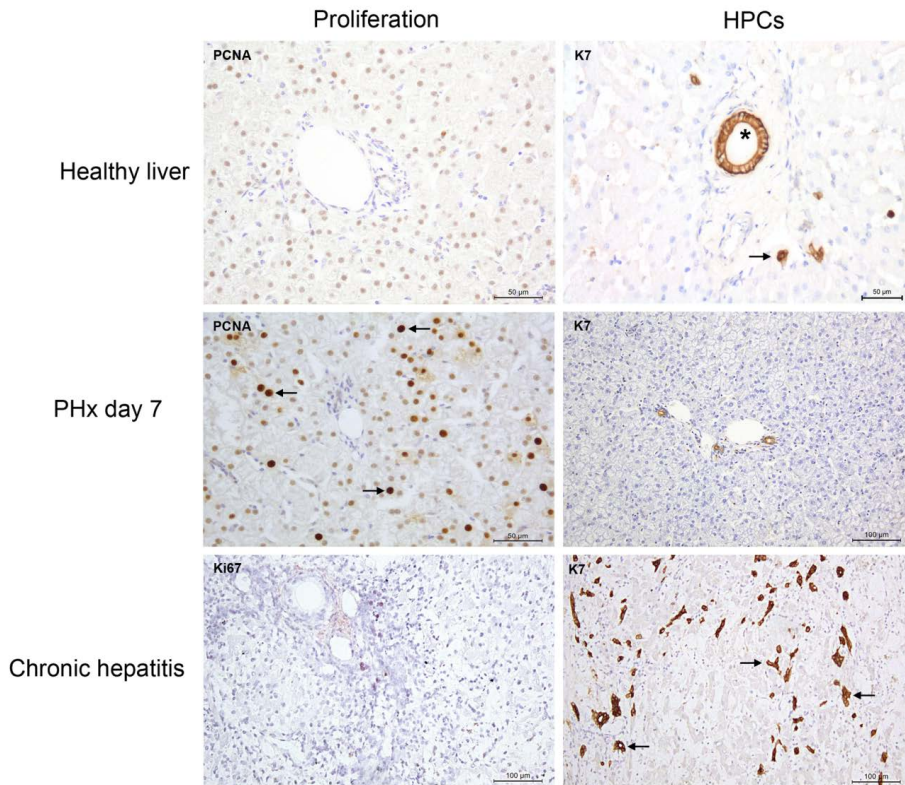 Proliferation
HPCs
Healthy liver
PCNA
50 µm
K7
*
50 µm
PHx day 7
PCNA
50 µm
K7
100 µm
Chronic hepatitis
Ki67
100 µm
K7
100 µm